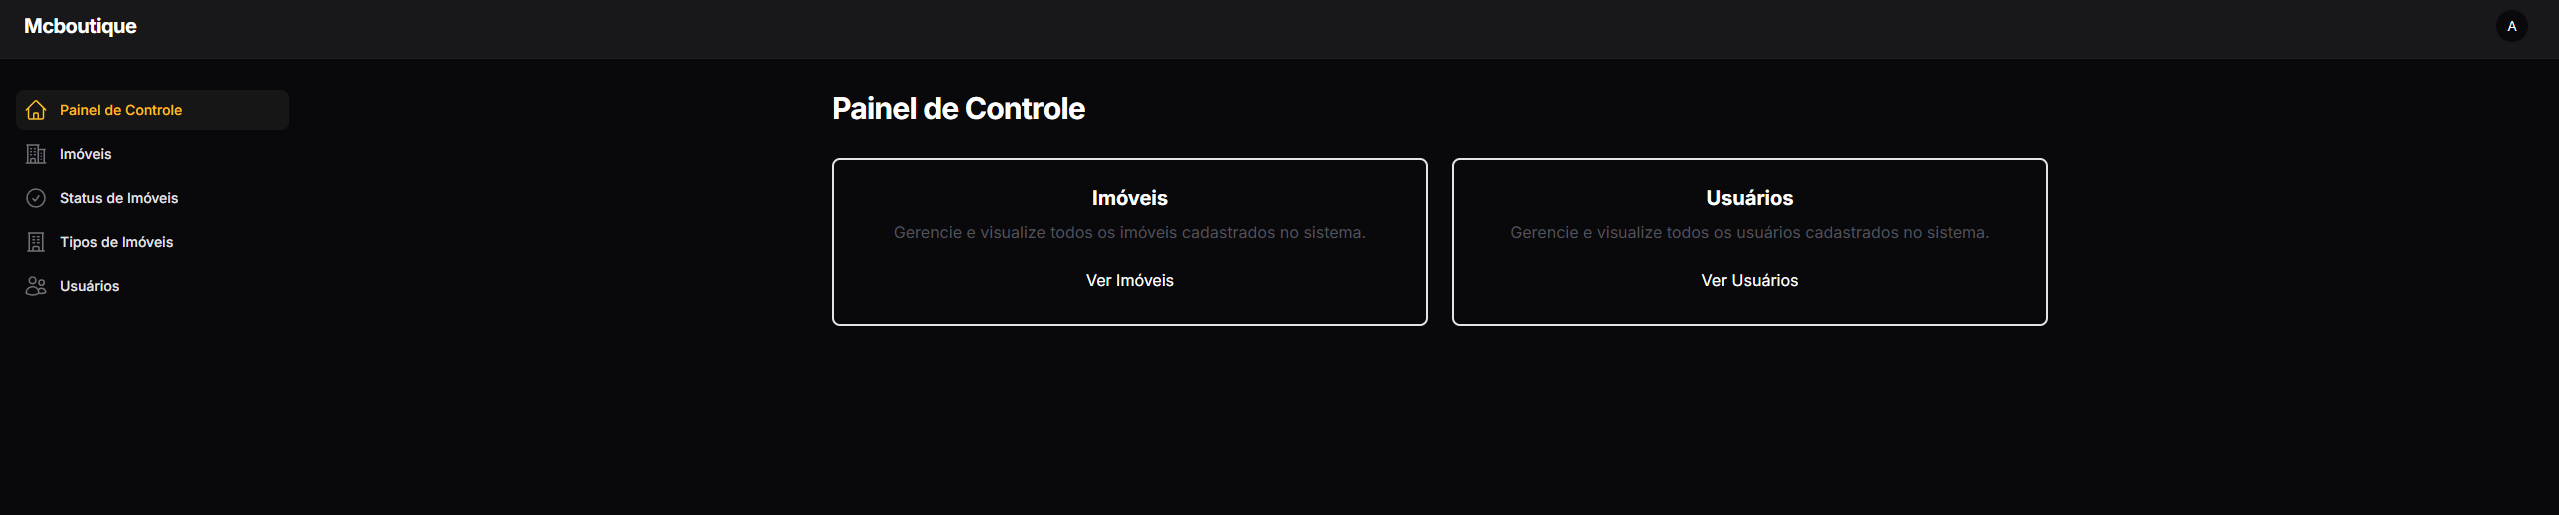 Mcboutique
A
Painel de Controle
Imóveis
Status de Imóveis
Tipos de Imóveis
Usuários
Painel de Controle
Imóveis
Gerencie e visualize todos os imóveis cadastrados no sistema.
Ver Imóveis
Usuários
Gerencie e visualize todos os usuários cadastrados no sistema.
Ver Usuários